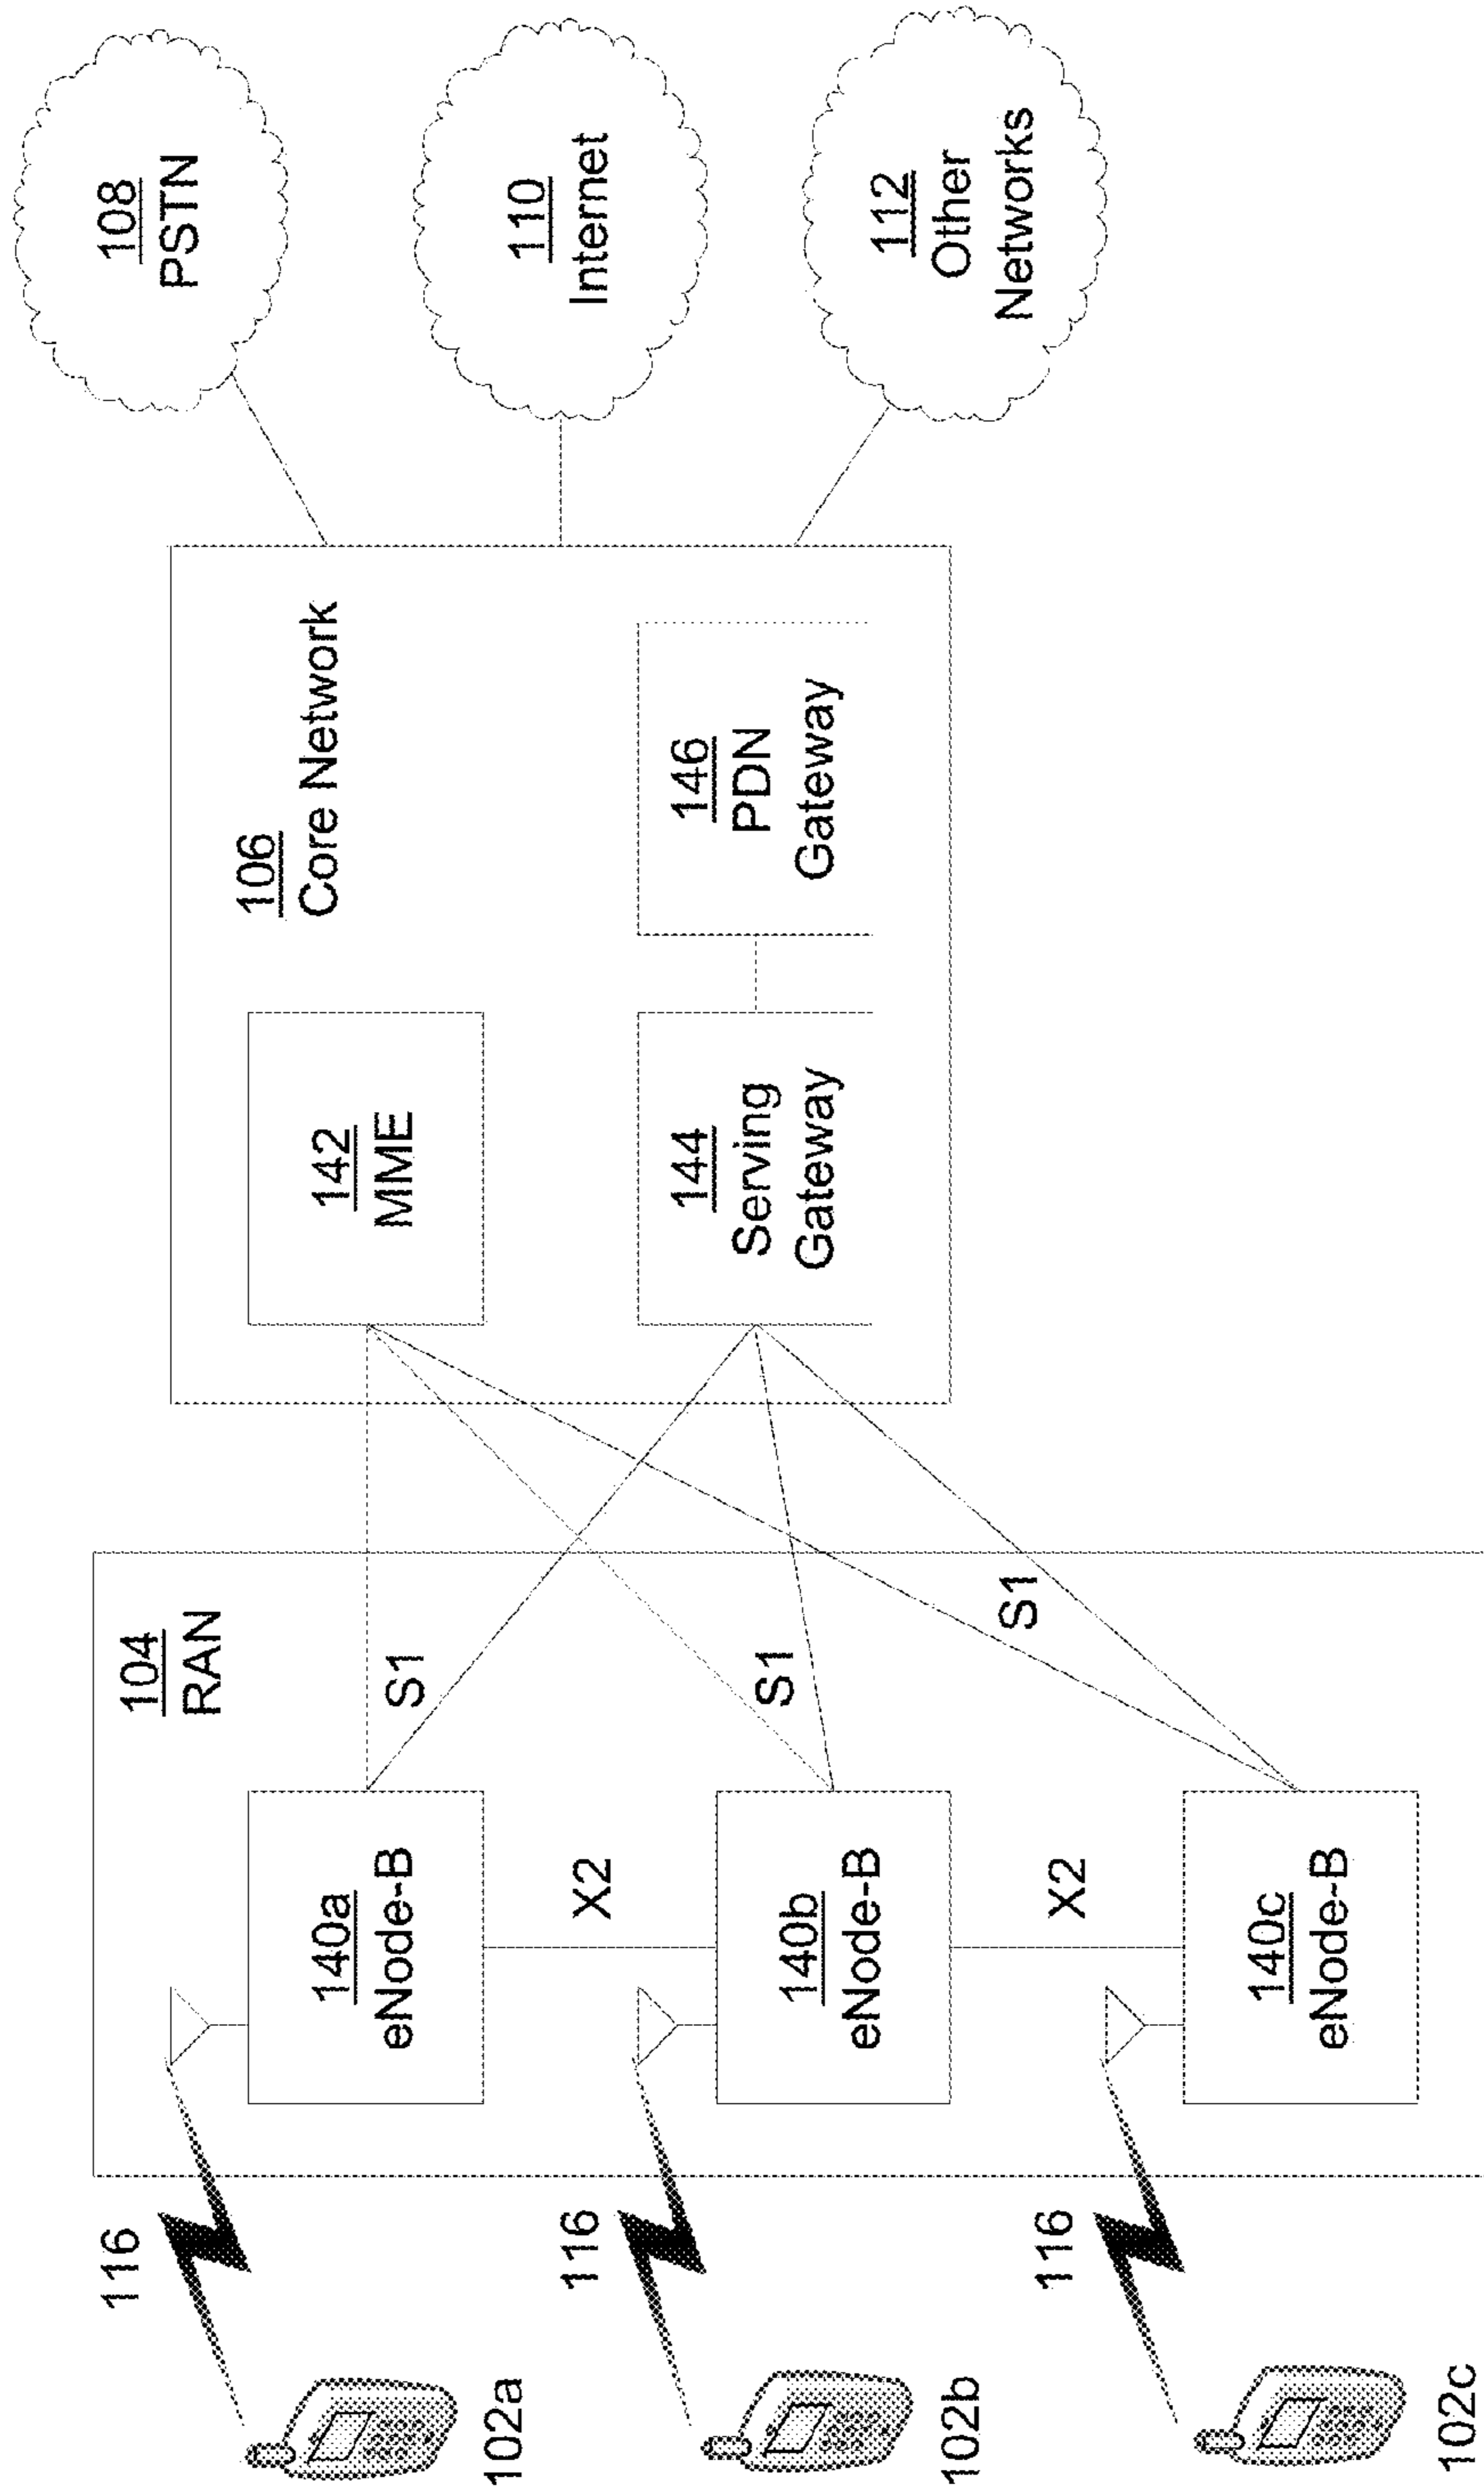 104
RAN
106
Core Network
108
PSTN
110
Internet
112
Other
Networks
116
102a
140a
eNode-B
S1
142
MME
X2
116
102b
140b
eNode-B
S1
144
Serving
Gateway
146
PDN
Gateway
X2
116
102c
140c
eNode-B
S1